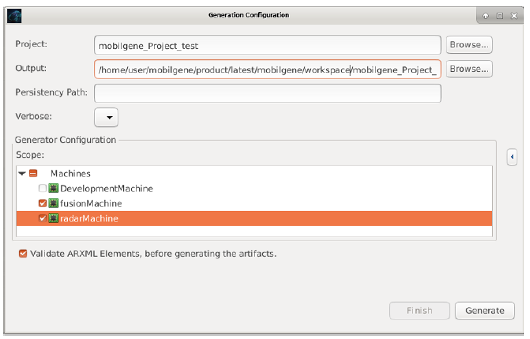 Generation Configuration
Project: mobilgene_Project_test Browse...
Output: /home/user/mobilgene/product/latest/mobilgene/workspace/mobilgene_Project_ Browse...
Persistency Path:
Verbose:
Generator Configuration
Scope:
Machines
DevelopmentMachine
fusionMachine
radarMachine
Validate ARXML Elements, before generating the artifacts.
Finish Generate